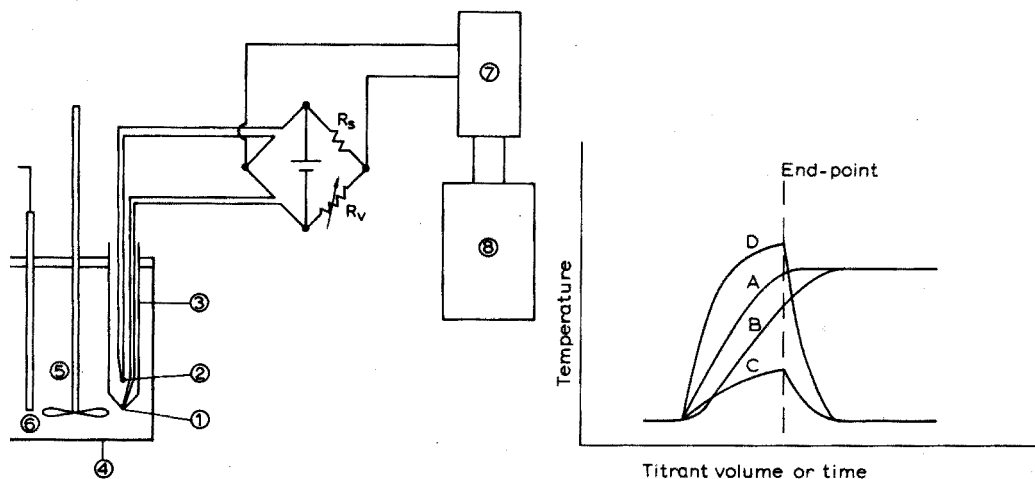 ⑦
Rs
Rv
⑧
③
⑤
②
⑥
①
④
End-point
D
A
B
C
Temperature
Titrant volume or time